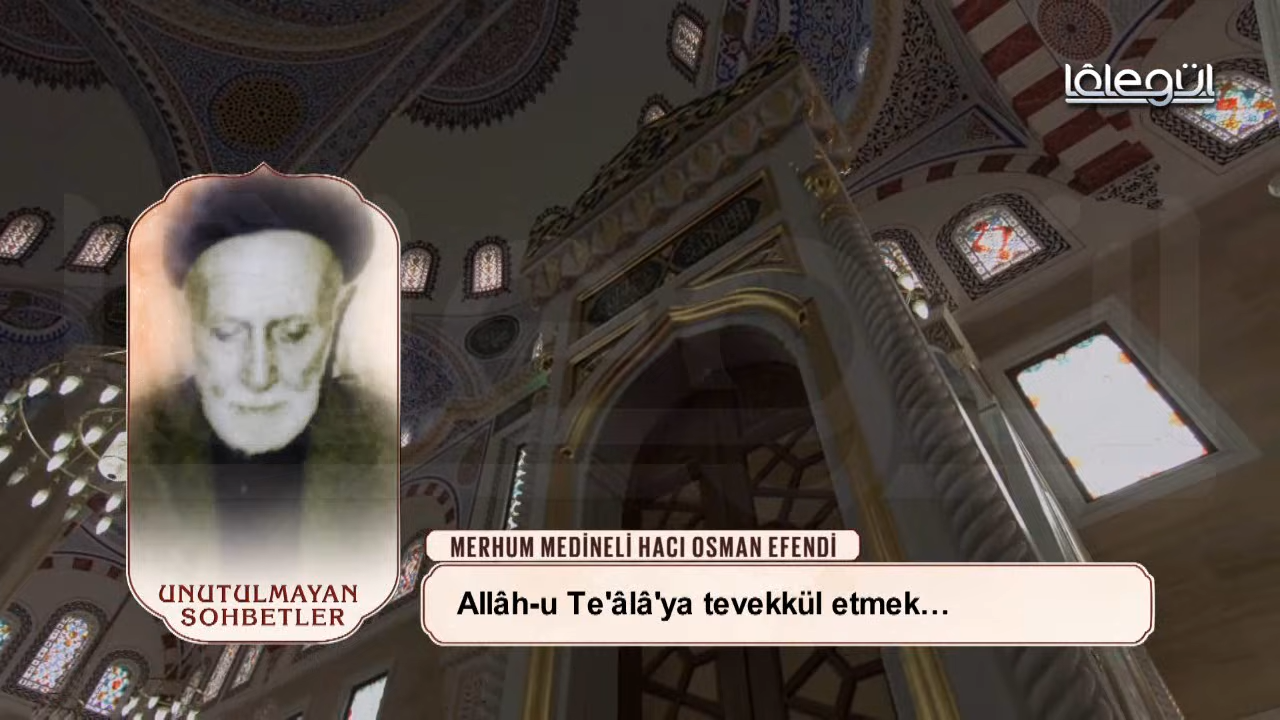 lâlegül
MERHUM MEDİNELİ HACI OSMAN EFENDİ
Allâh-u Te'âlâ'ya tevekkül etmek…
UNUTULMAYAN
SOHBETLER